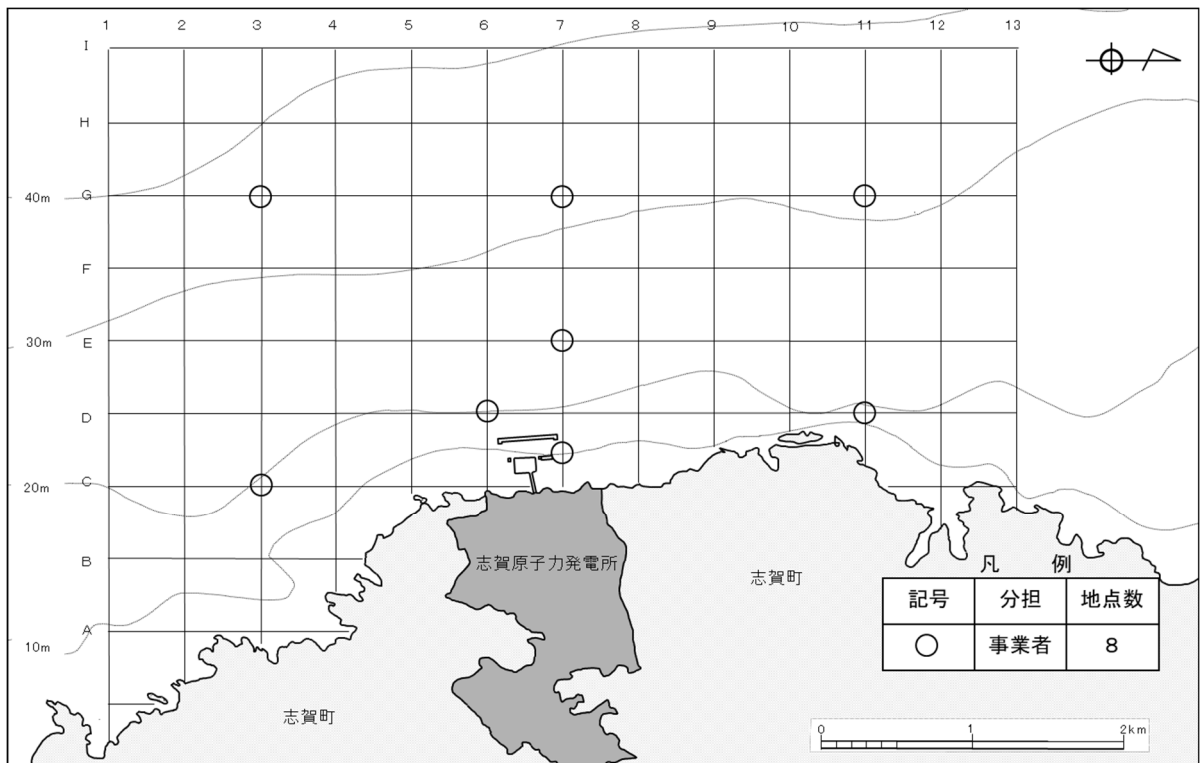 1 2 3 4 5 6 7 8 9 10 11 12 13
I
H
40m G
F
30m E
D
20m C
B
10m A
志賀原子力発電所
志賀町
志賀町
凡 例
記号 分担 地点数
○ 事業者 8
0 1 2km